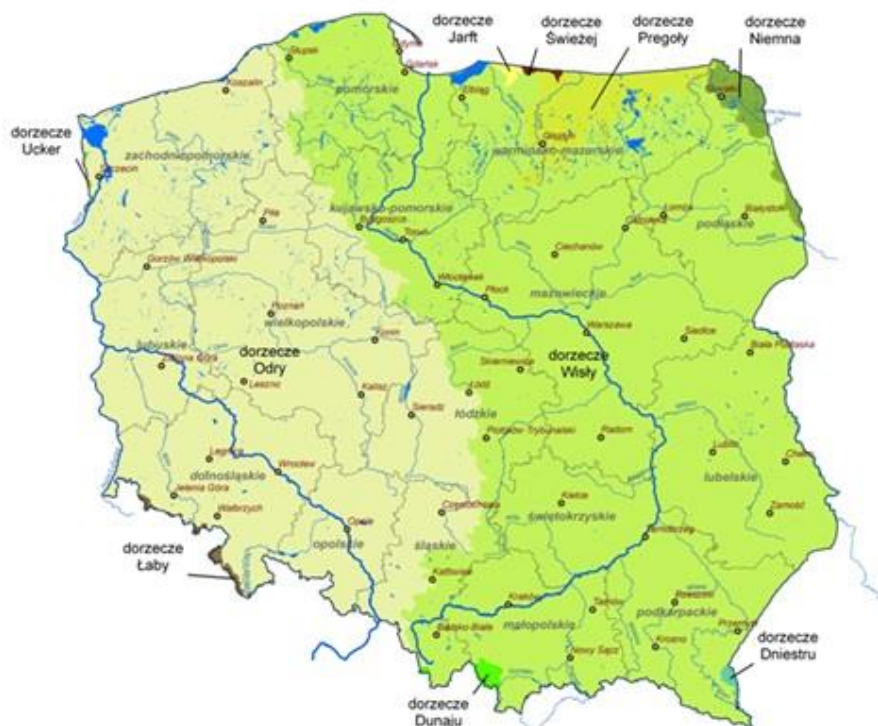 dorzecze
Jarft
dorzecze
Świeżej
dorzecze
Pregoły
dorzecze
Niemna
Gdynia
Słupsk
Gdańsk
Koszalin
pomorskie
Elbląg
Suwałki
dorzecze
Ucker
zachodniopomorskie
Olsztyn
warmińsko-mazurskie
Szczecin
kujawsko-pomorskie
Piła
Bydgoszcz
Toruń
Ostrołęka
Łomża
Białystok
podlaskie
Ciechanów
Gorzów Wielkopolski
Włocławek
Płock
mazowieckie
Poznań
wielkopolskie
Konin
Warszawa
Siedlce
Biała Podlaska
lubuskie
Zielona Góra
dorzecze
Odry
Leszno
Kalisz
Skierniewice
dorzecze
Wisły
Łódź
Sieradz
łódzkie
Piotrków Trybunalski
Radom
Legnica
Wrocław
dolnośląskie
Lublin
Chełm
lubelskie
Jelenia Góra
Wałbrzych
Opole
opolskie
Częstochowa
śląskie
Kielce
świętokrzyskie
Zamość
Tarnobrzeg
dorzecze
Łaby
Katowice
Kraków
Tarnów
Rzeszów
podkarpackie
Bielsko-Biała
małopolskie
Nowy Sącz
Krosno
Przemyśl
dorzecze
Dniestru
dorzecze
Dunaju